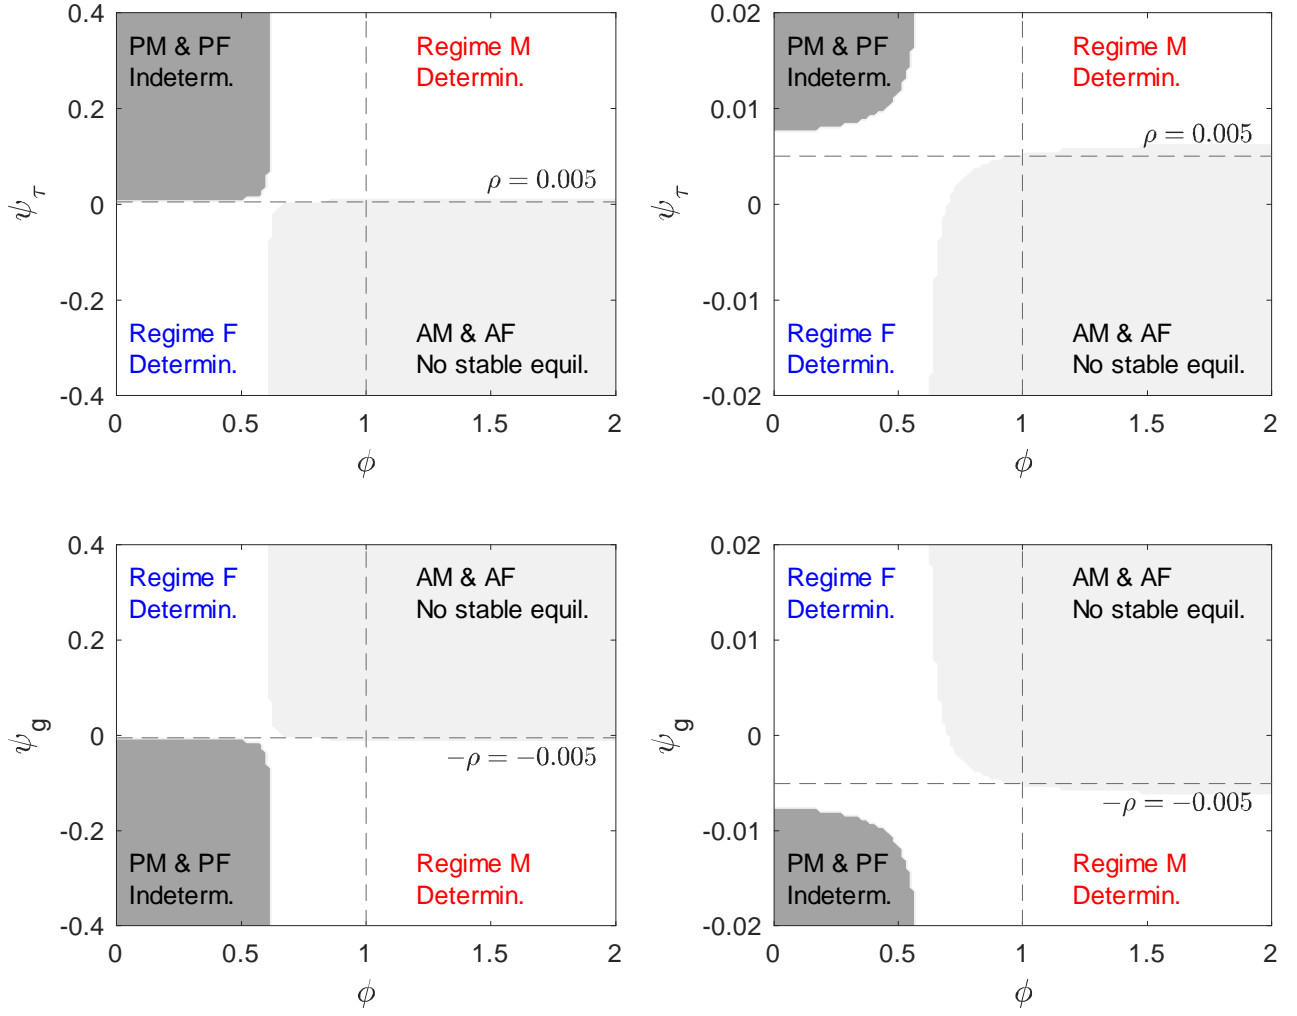 0.4
0.2
0
-0.2
-0.4
ψτ
PM & PF
Indeterm.
Regime M
Determin.
ρ = 0.005
Regime F
Determin.
AM & AF
No stable equil.
0 0.5 1 1.5 2
ϕ
0.02
0.01
0
-0.01
-0.02
ψτ
PM & PF
Indeterm.
Regime M
Determin.
ρ = 0.005
Regime F
Determin.
AM & AF
No stable equil.
0 0.5 1 1.5 2
ϕ
0.4
0.2
0
-0.2
-0.4
ψg
Regime F
Determin.
AM & AF
No stable equil.
−ρ = −0.005
PM & PF
Indeterm.
Regime M
Determin.
0 0.5 1 1.5 2
ϕ
0.02
0.01
0
-0.01
-0.02
ψg
Regime F
Determin.
AM & AF
No stable equil.
−ρ = −0.005
PM & PF
Indeterm.
Regime M
Determin.
0 0.5 1 1.5 2
ϕ